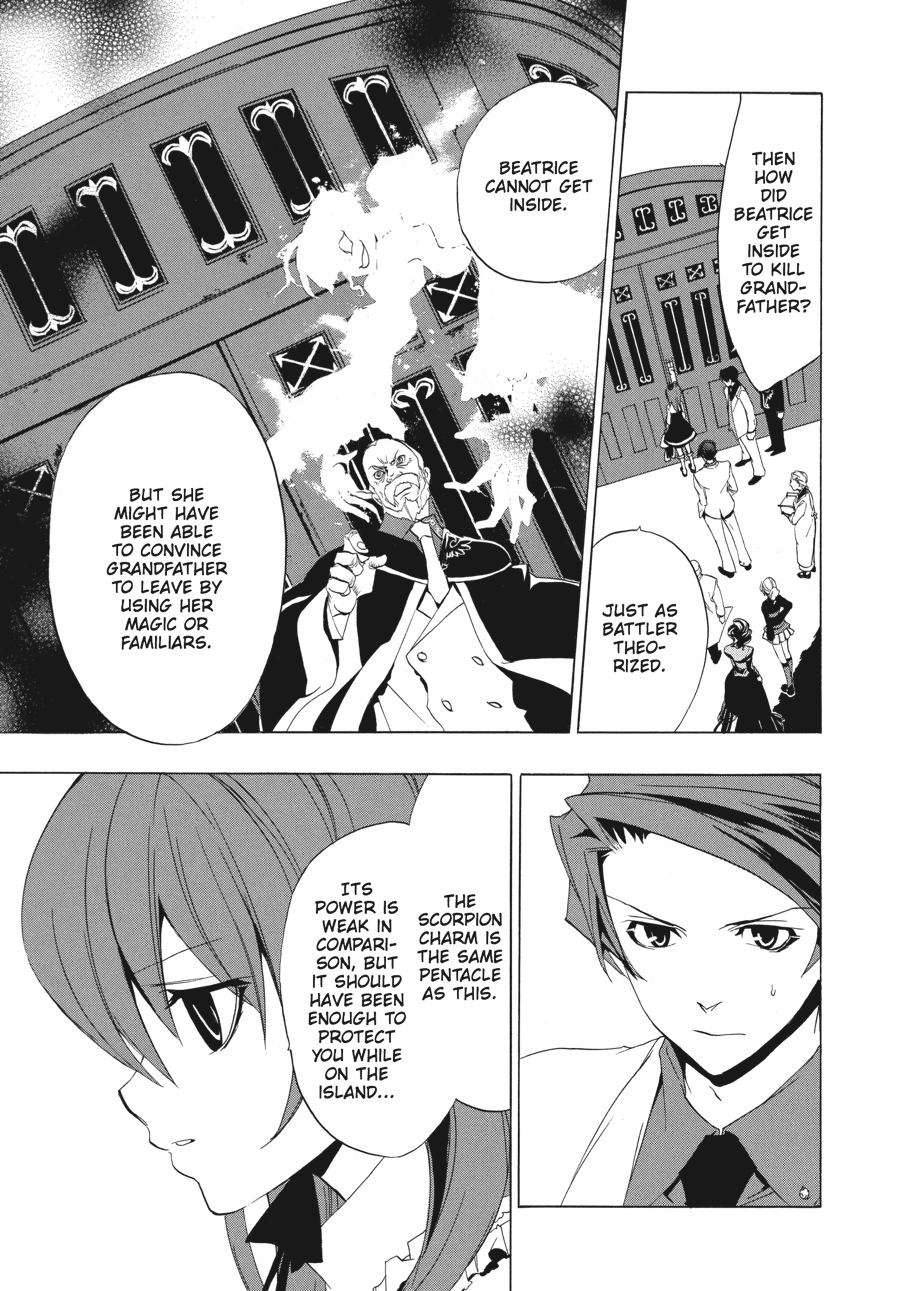 THEN
HOW
DID
BEATRICE
GET
INSIDE
TO KILL
GRAND-
FATHER?
JUST AS
BATTLER
THEO-
RIZED.
BEATRICE
CANNOT GET
INSIDE.
BUT SHE
MIGHT HAVE
BEEN ABLE
TO CONVINCE
GRANDFATHER
TO LEAVE BY
USING HER
MAGIC OR
FAMILIARS.
THE
SCORPION
CHARM IS
THE SAME
PENTACLE
AS THIS.
ITS
POWER IS
WEAK IN
COMPARI-
SON, BUT
IT SHOULD
HAVE BEEN
ENOUGH TO
PROTECT
YOU WHILE
ON THE
ISLAND...